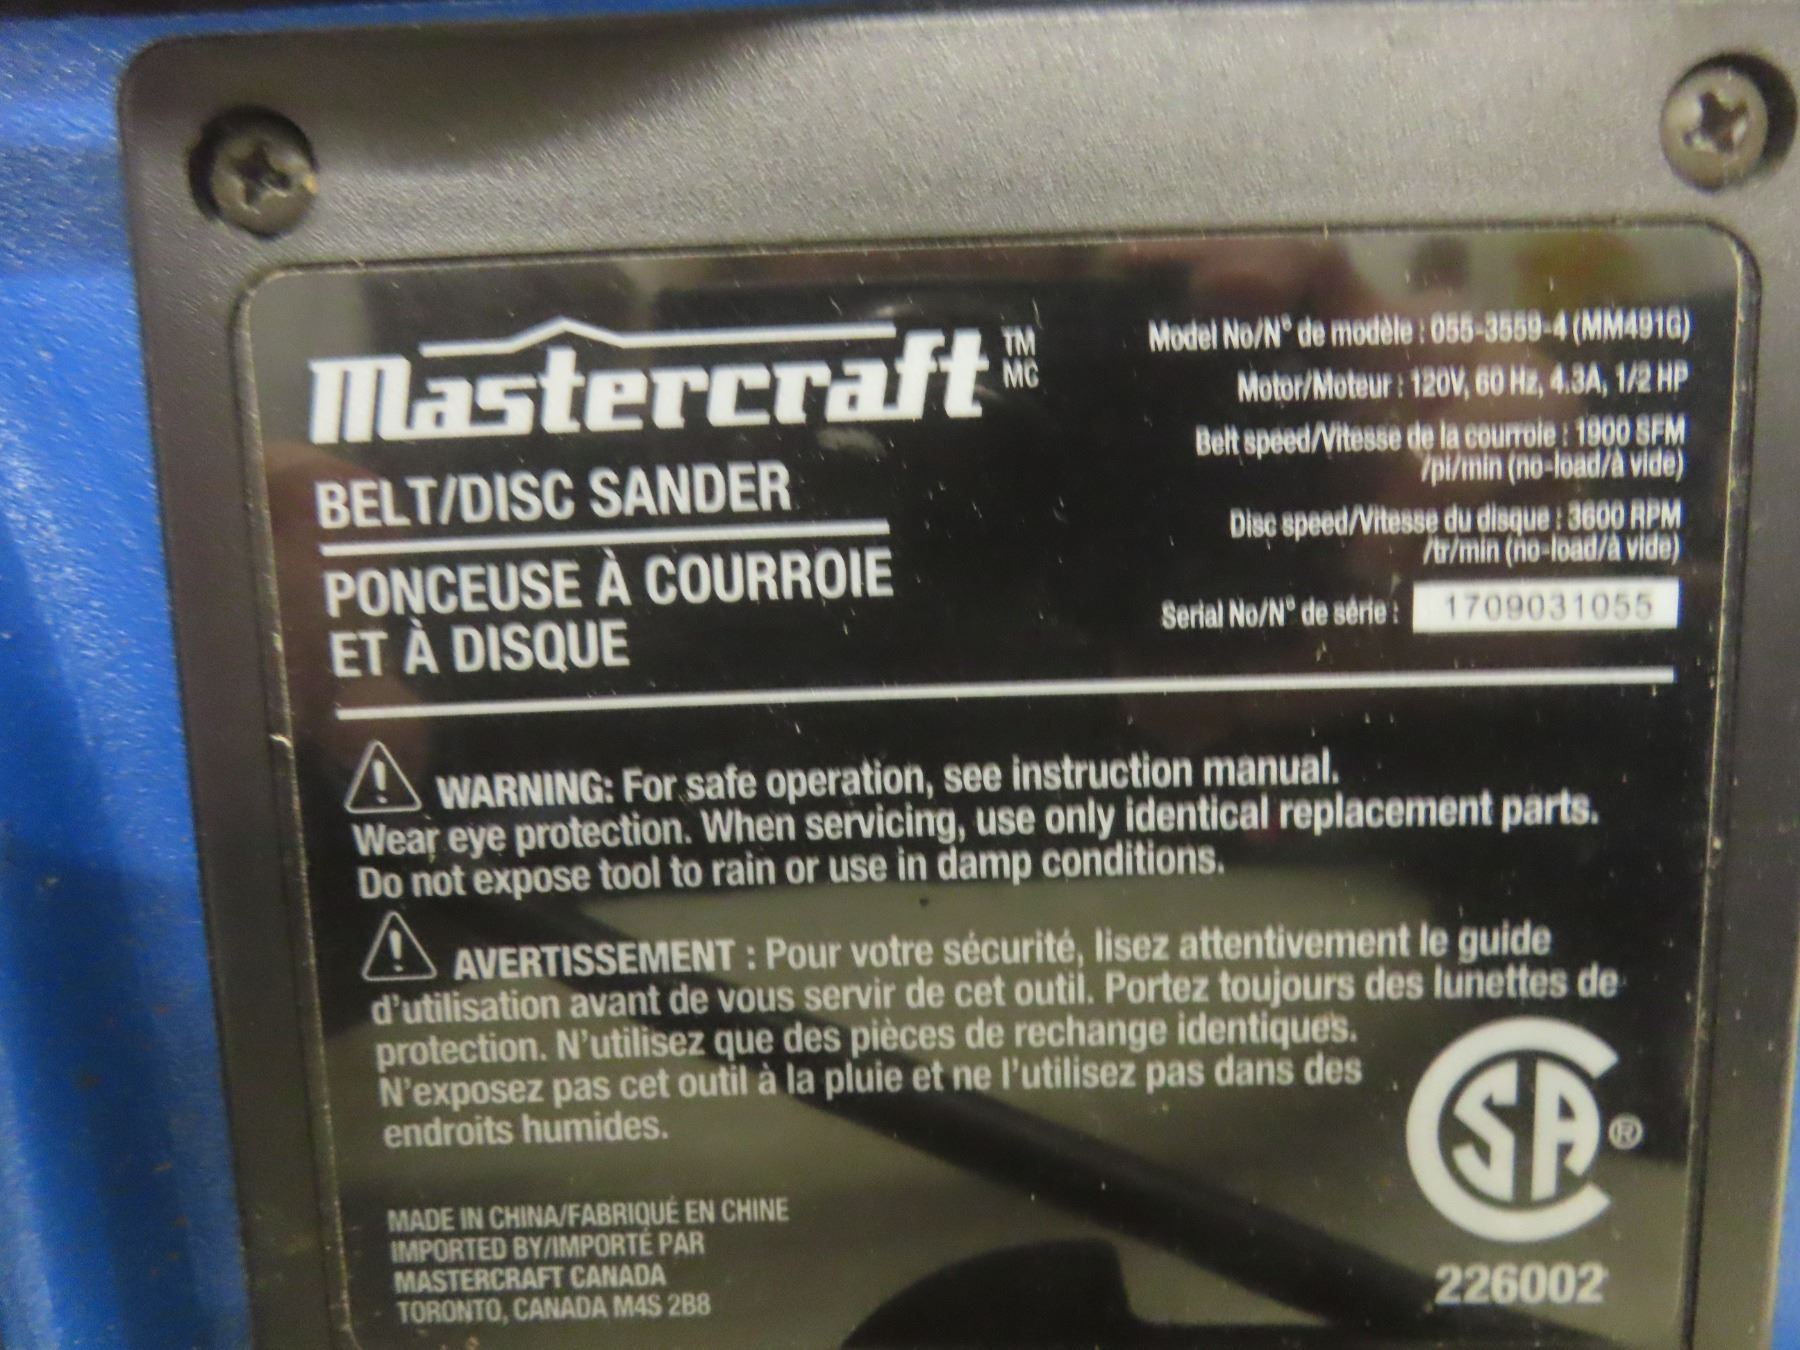 Mastercraft TM MC
BELT/DISC SANDER
PONCEUSE À COURROIE
ET À DISQUE
Model No/N° de modèle : 055-3559-4 (MM491G)
Motor/Moteur : 120V, 60 Hz, 4.3A, 1/2 HP
Belt speed/Vitesse de la courroie : 1900 SFM
/pi/min (no-load/à vide)
Disc speed/Vitesse du disque : 3600 RPM
/tr/min (no-load/à vide)
Serial No/N° de série : 1709031055
WARNING: For safe operation, see instruction manual.
Wear eye protection. When servicing, use only identical replacement parts.
Do not expose tool to rain or use in damp conditions.
AVERTISSEMENT : Pour votre sécurité, lisez attentivement le guide
d'utilisation avant de vous servir de cet outil. Portez toujours des lunettes de
protection. N'utilisez que des pièces de rechange identiques.
N'exposez pas cet outil à la pluie et ne l'utilisez pas dans des
endroits humides.
MADE IN CHINA/FABRIQUÉ EN CHINE
IMPORTED BY/IMPORTÉ PAR
MASTERCRAFT CANADA
TORONTO, CANADA M4S 2B8
CSA ®
226002